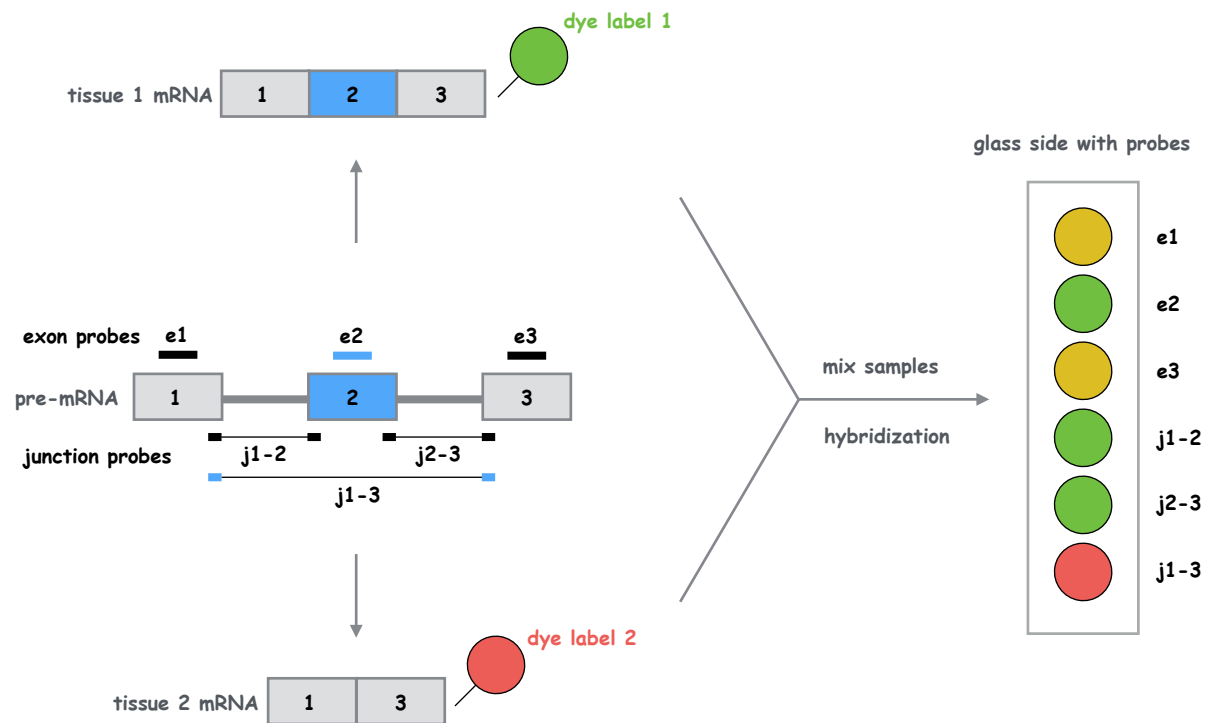 dye label 1
tissue 1 mRNA
1
2
3
glass side with probes
e1
e2
e3
j1-2
j2-3
j1-3
exon probes
e1
e2
e3
pre-mRNA
1
2
3
junction probes
j1-2
j2-3
j1-3
mix samples
hybridization
dye label 2
tissue 2 mRNA
1
3